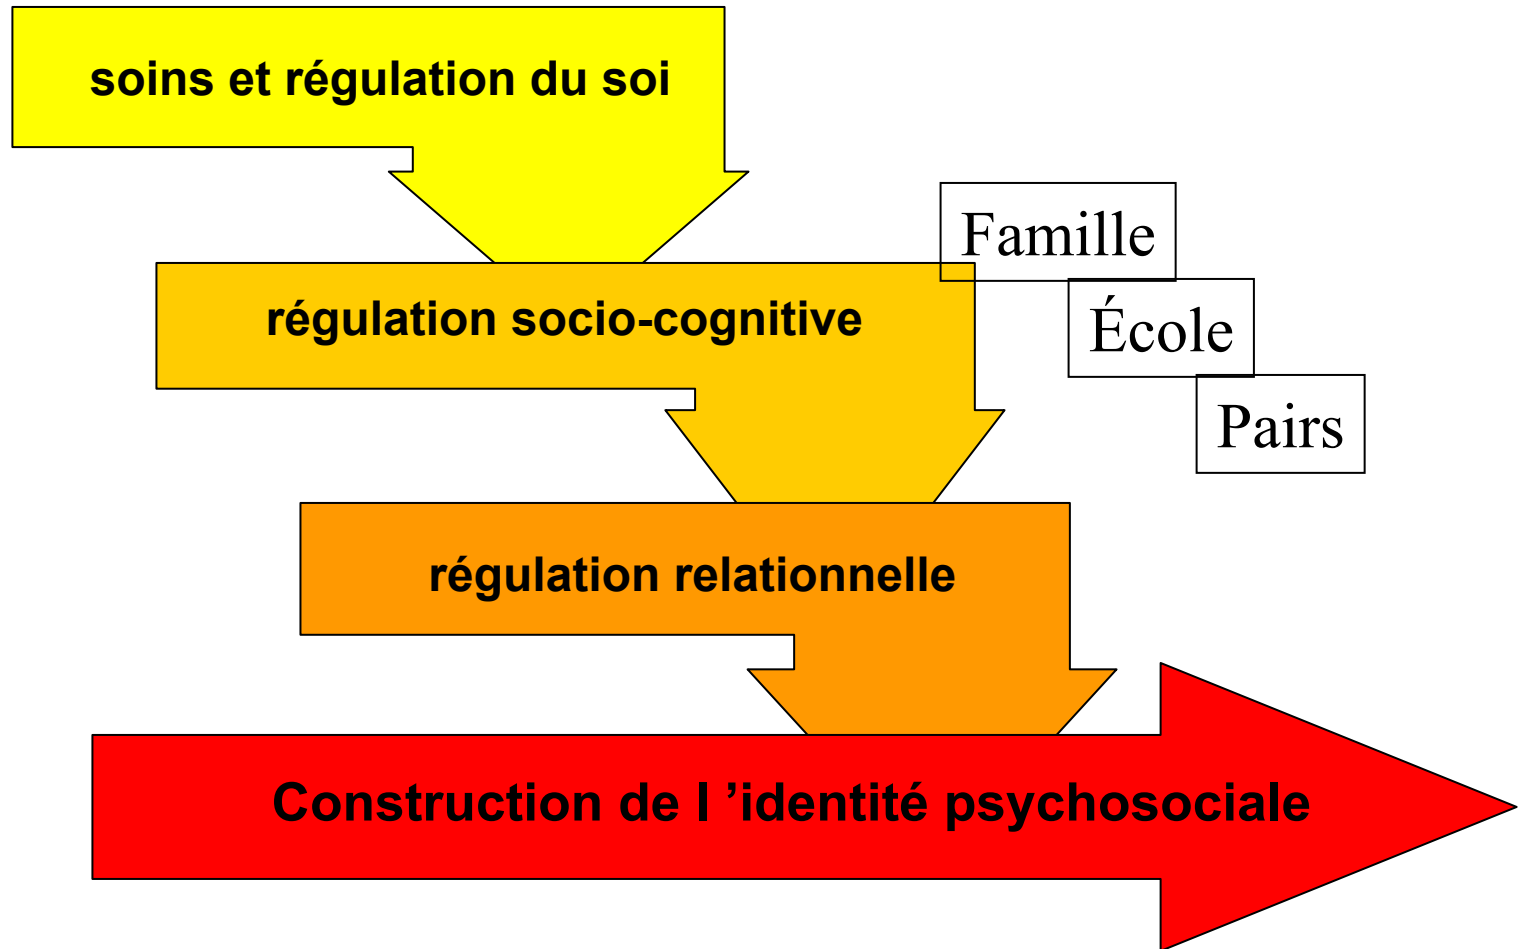 soins et régulation du soi
Famille
régulation socio-cognitive
École
Pairs
régulation relationnelle
Construction de l ’identité psychosociale